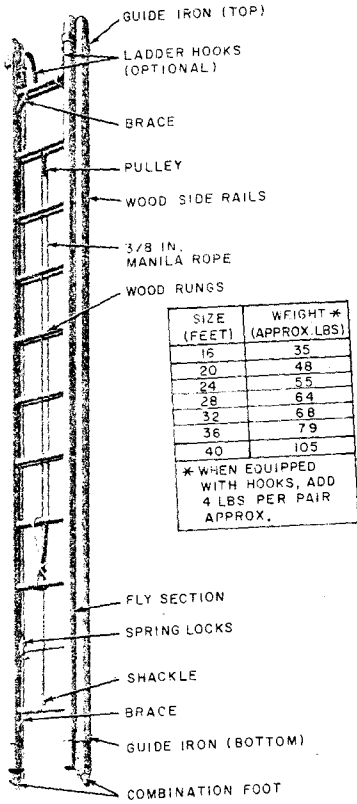 GUIDE IRON (TOP)
LADDER HOOKS
(OPTIONAL)
BRACE
PULLEY
WOOD SIDE RAILS
3/8 IN.
MANILA ROPE
WOOD RUNGS
SIZE (FEET) WEIGHT * (APPROX. LBS)
16 35
20 48
24 55
28 64
32 68
36 79
40 105
* WHEN EQUIPPED
WITH HOOKS, ADD
4 LBS PER PAIR
APPROX.
FLY SECTION
SPRING LOCKS
SHACKLE
BRACE
GUIDE IRON (BOTTOM)
COMBINATION FOOT